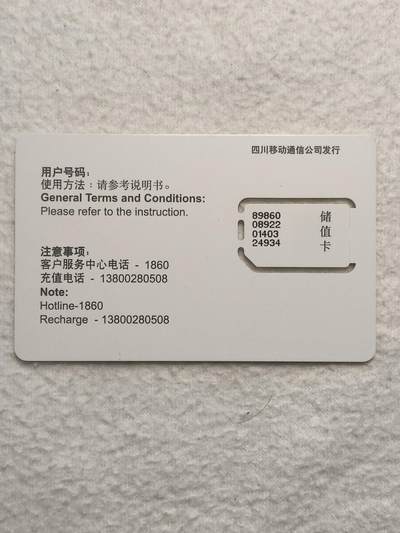 四川移动通信公司发行
用户号码：
使用方法：请参考说明书。
General Terms and Conditions:
Please refer to the instruction.
89860
08922
01403
24934
储
值
卡
注意事项：
客户服务中心电话 - 1860
充值电话 - 13800280508
Note:
Hotline-1860
Recharge - 13800280508